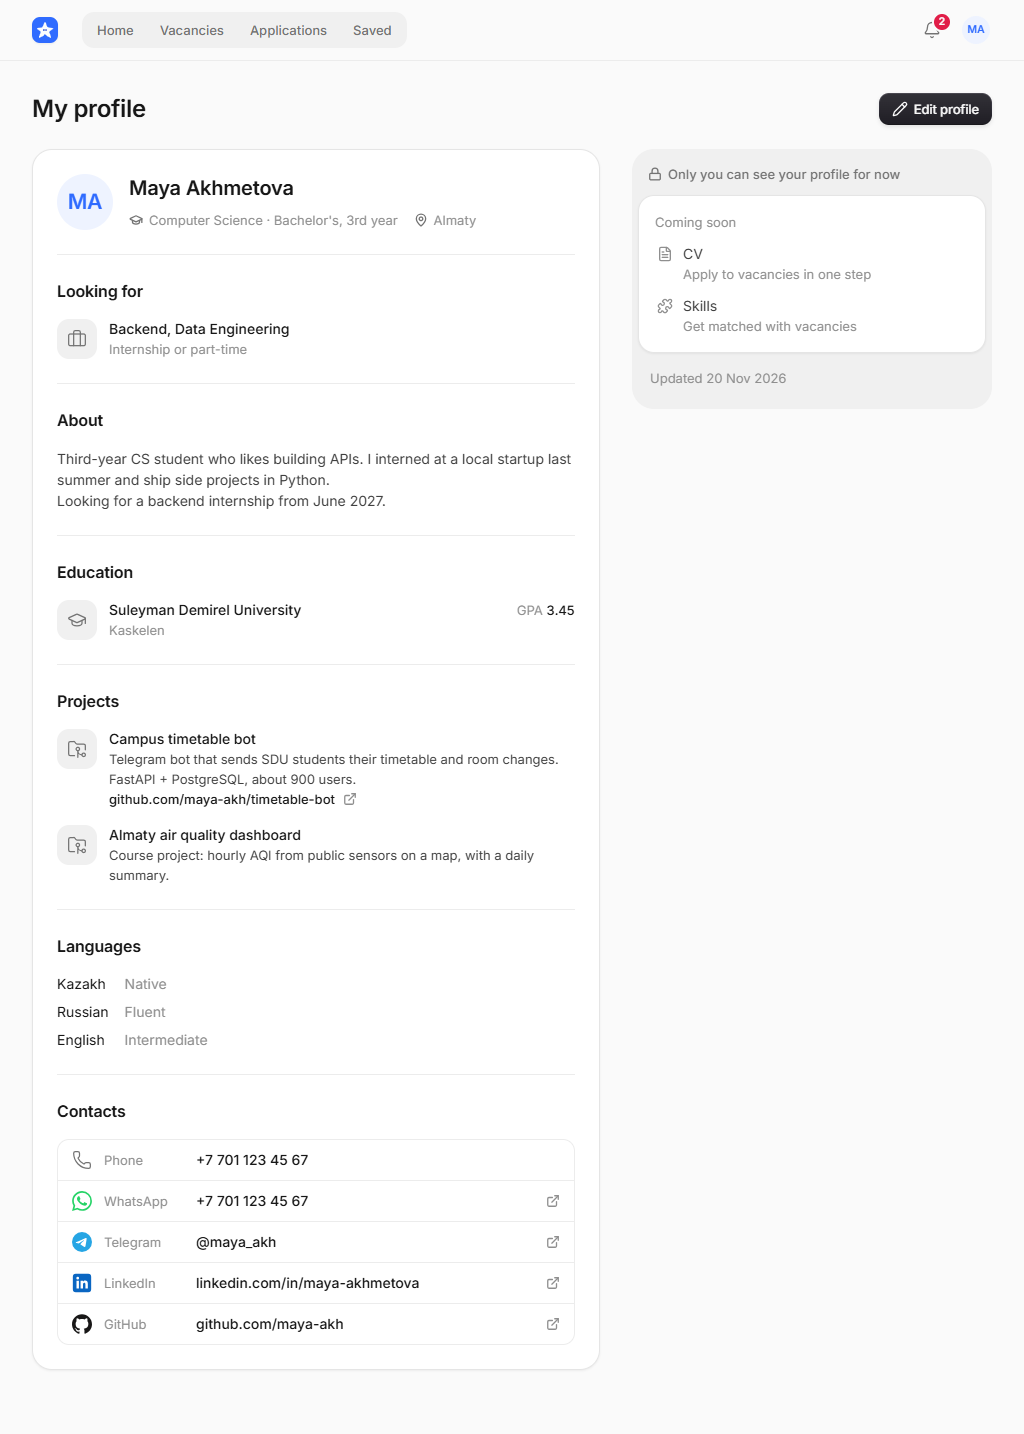 Home Vacancies Applications Saved
2
MA
My profile
Edit profile
MA
Maya Akhmetova
Computer Science · Bachelor's, 3rd year Almaty
Looking for
Backend, Data Engineering
Internship or part-time
About
Third-year CS student who likes building APIs. I interned at a local startup last
summer and ship side projects in Python.
Looking for a backend internship from June 2027.
Education
Suleyman Demirel University GPA 3.45
Kaskelen
Projects
Campus timetable bot
Telegram bot that sends SDU students their timetable and room changes.
FastAPI + PostgreSQL, about 900 users.
github.com/maya-akh/timetable-bot
Almaty air quality dashboard
Course project: hourly AQI from public sensors on a map, with a daily
summary.
Languages
Kazakh Native
Russian Fluent
English Intermediate
Contacts
Phone +7 701 123 45 67
WhatsApp +7 701 123 45 67
Telegram @maya_akh
LinkedIn linkedin.com/in/maya-akhmetova
GitHub github.com/maya-akh
Only you can see your profile for now
Coming soon
CV
Apply to vacancies in one step
Skills
Get matched with vacancies
Updated 20 Nov 2026